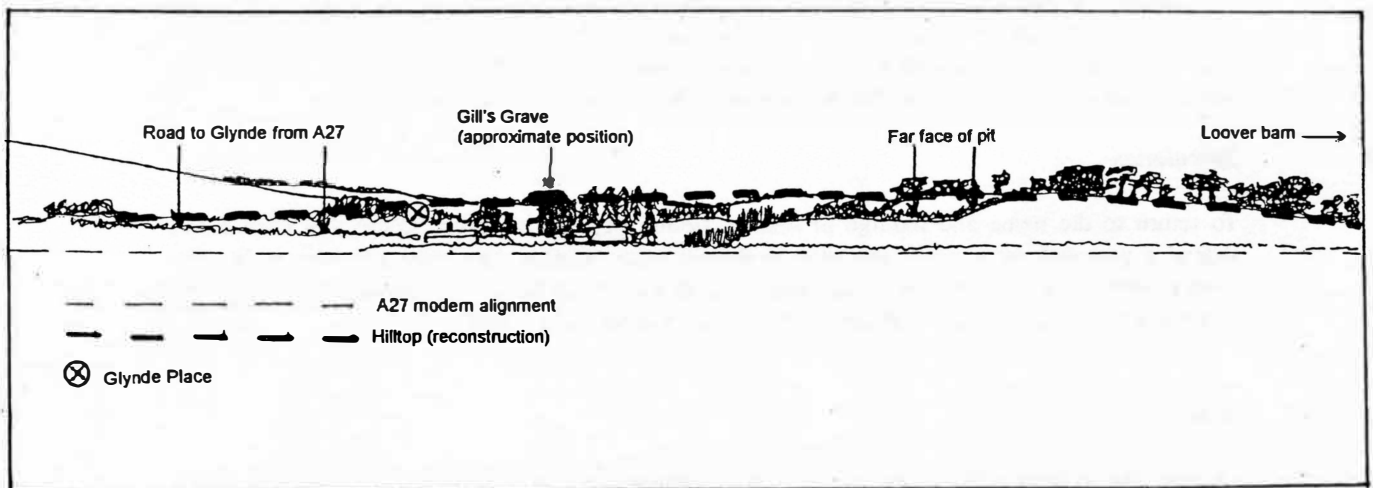 Road to Glynde from A27
Gill's Grave
(approximate position)
Far face of pit
Loover barn
A27 modern alignment
Hilltop (reconstruction)
Glynde Place